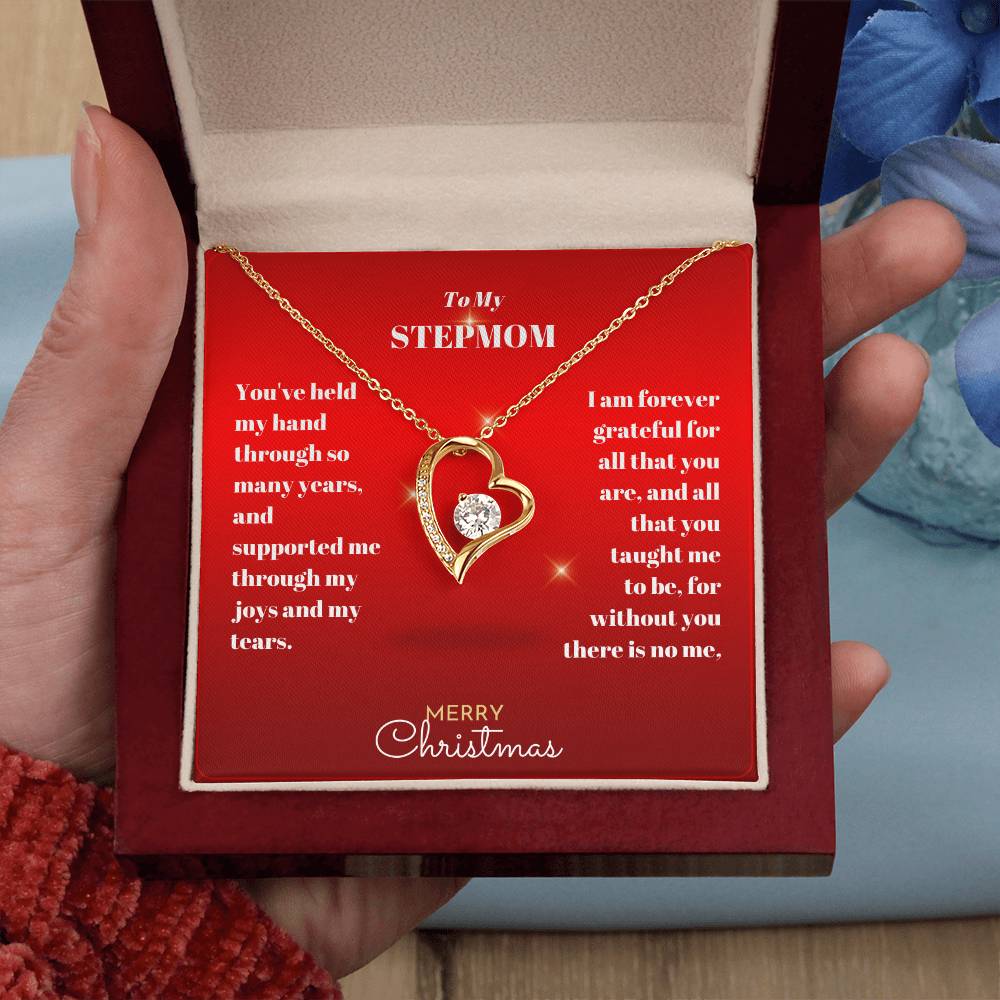 To My
STEPMOM
You've held
my hand
through so
many years,
and
supported me
through my
joys and my
tears.
I am forever
grateful for
all that you
are, and all
that you
taught me
to be, for
without you
there is no me,
MERRY
Christmas